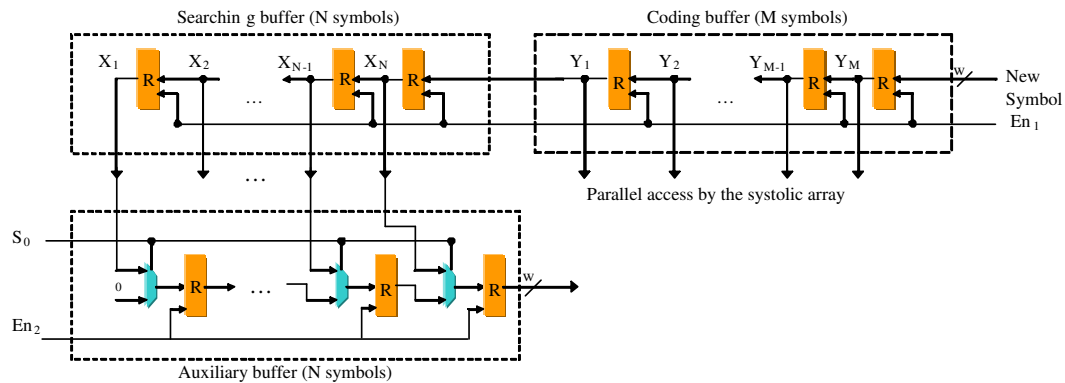 Searchin g buffer (N symbols)
Coding buffer (M symbols)
X1 X2 XN-1 XN Y1 Y2 YM-1 YM
R R R R R R
w
New
Symbol
... ...
En1
...
Parallel access by the systolic array
S0
0
R ... R R
w
En2
Auxiliary buffer (N symbols)